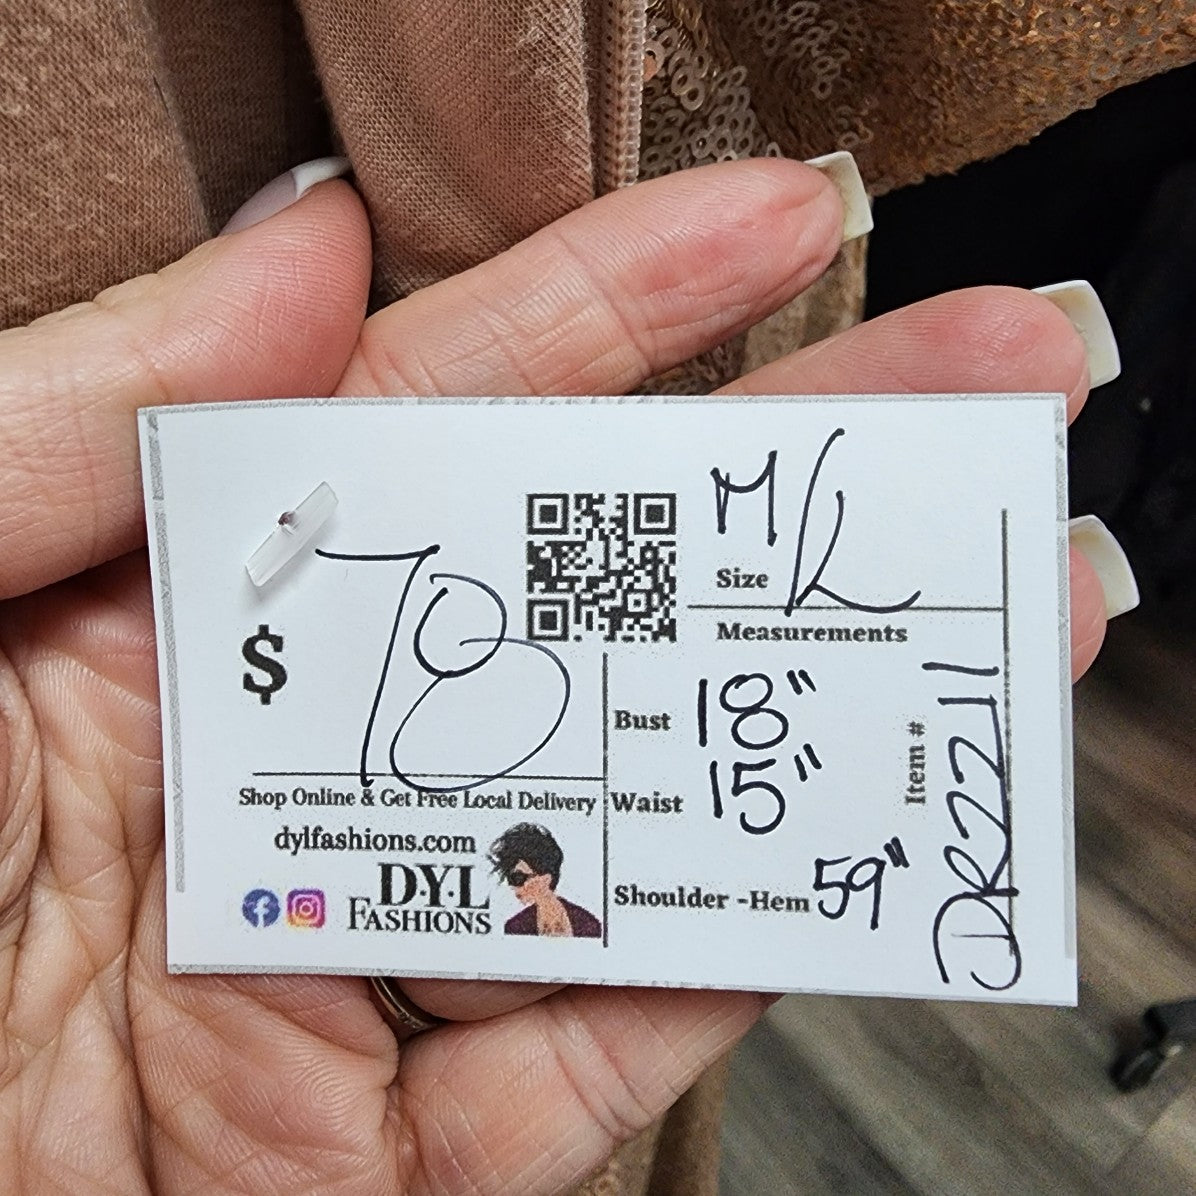 $ 78
M/L
Size
Measurements
Bust 18"
Waist 15"
Shoulder -Hem 59"
Item # DR2211
Shop Online & Get Free Local Delivery
dylfashions.com
D·Y·L
FASHIONS